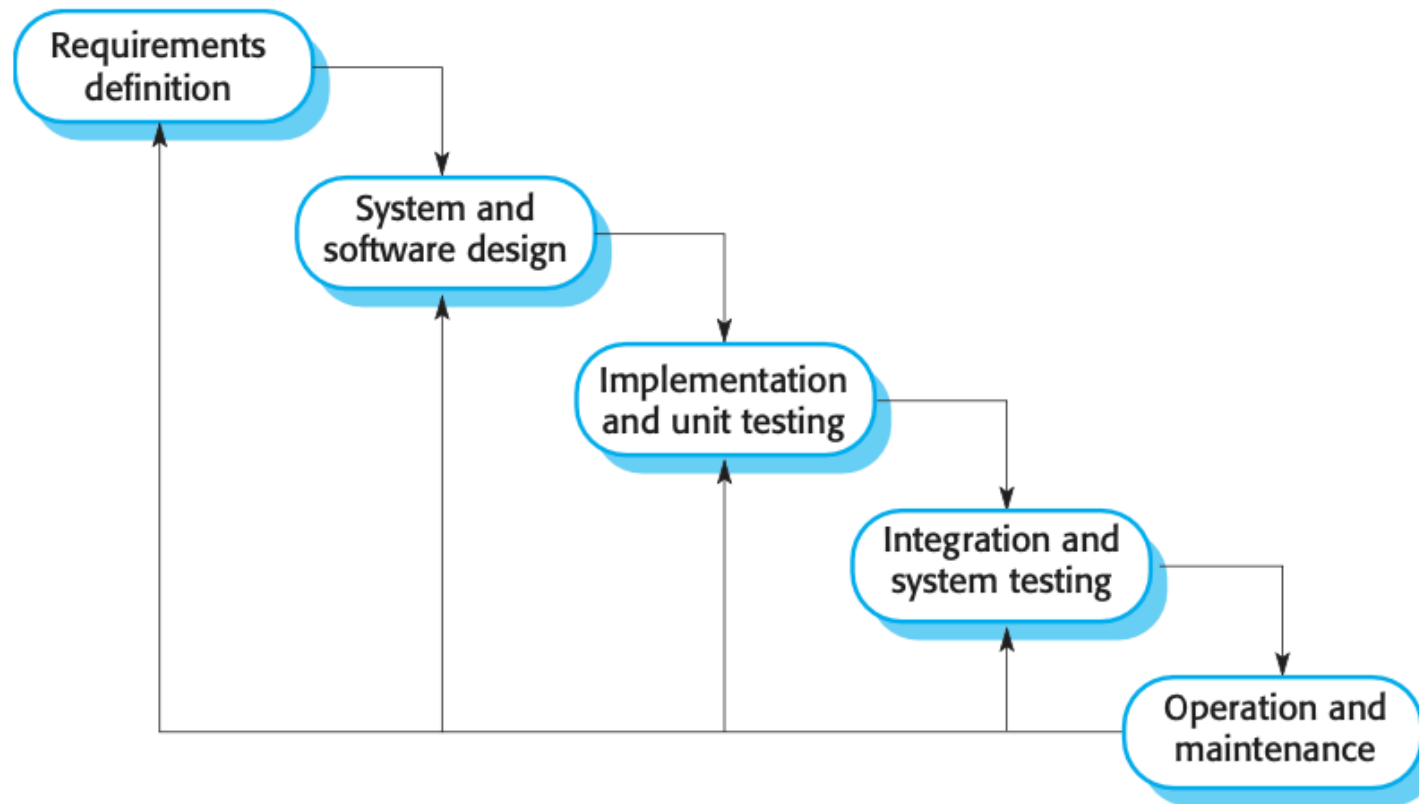 Requirements
definition
System and
software design
Implementation
and unit testing
Integration and
system testing
Operation and
maintenance